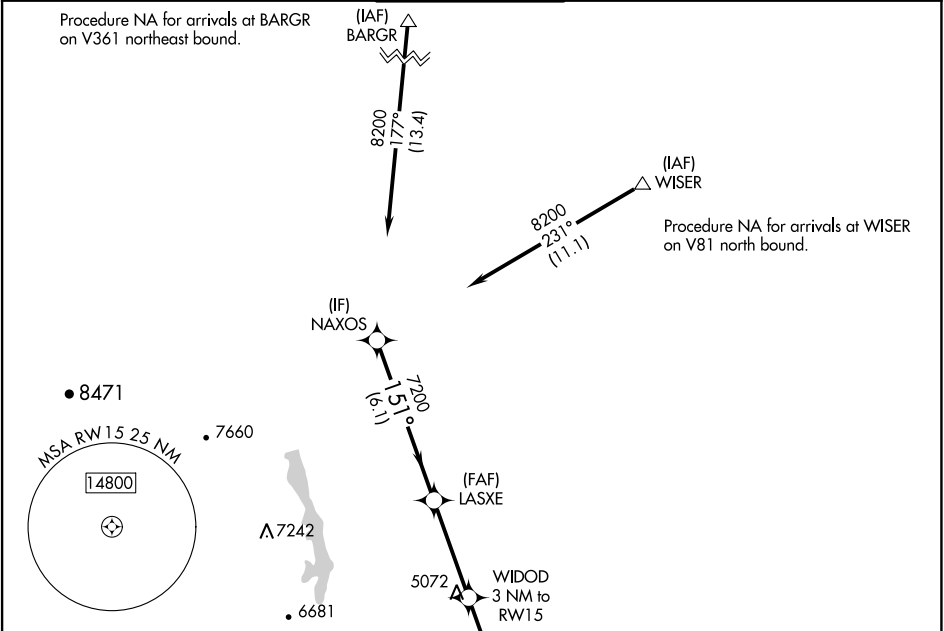 Procedure NA for arrivals at BARGR
on V361 northeast bound.
(IAF)
BARGR
8200
177°
(13.4)
(IAF)
WISER
8200
231°
(11.1)
Procedure NA for arrivals at WISER
on V81 north bound.
(IF)
NAXOS
7200
151°
(6.1)
8471
7660
MSA RW15 25 NM
14800
(FAF)
LASXE
7242
5072
WIDOD
3 NM to
RW15
6681